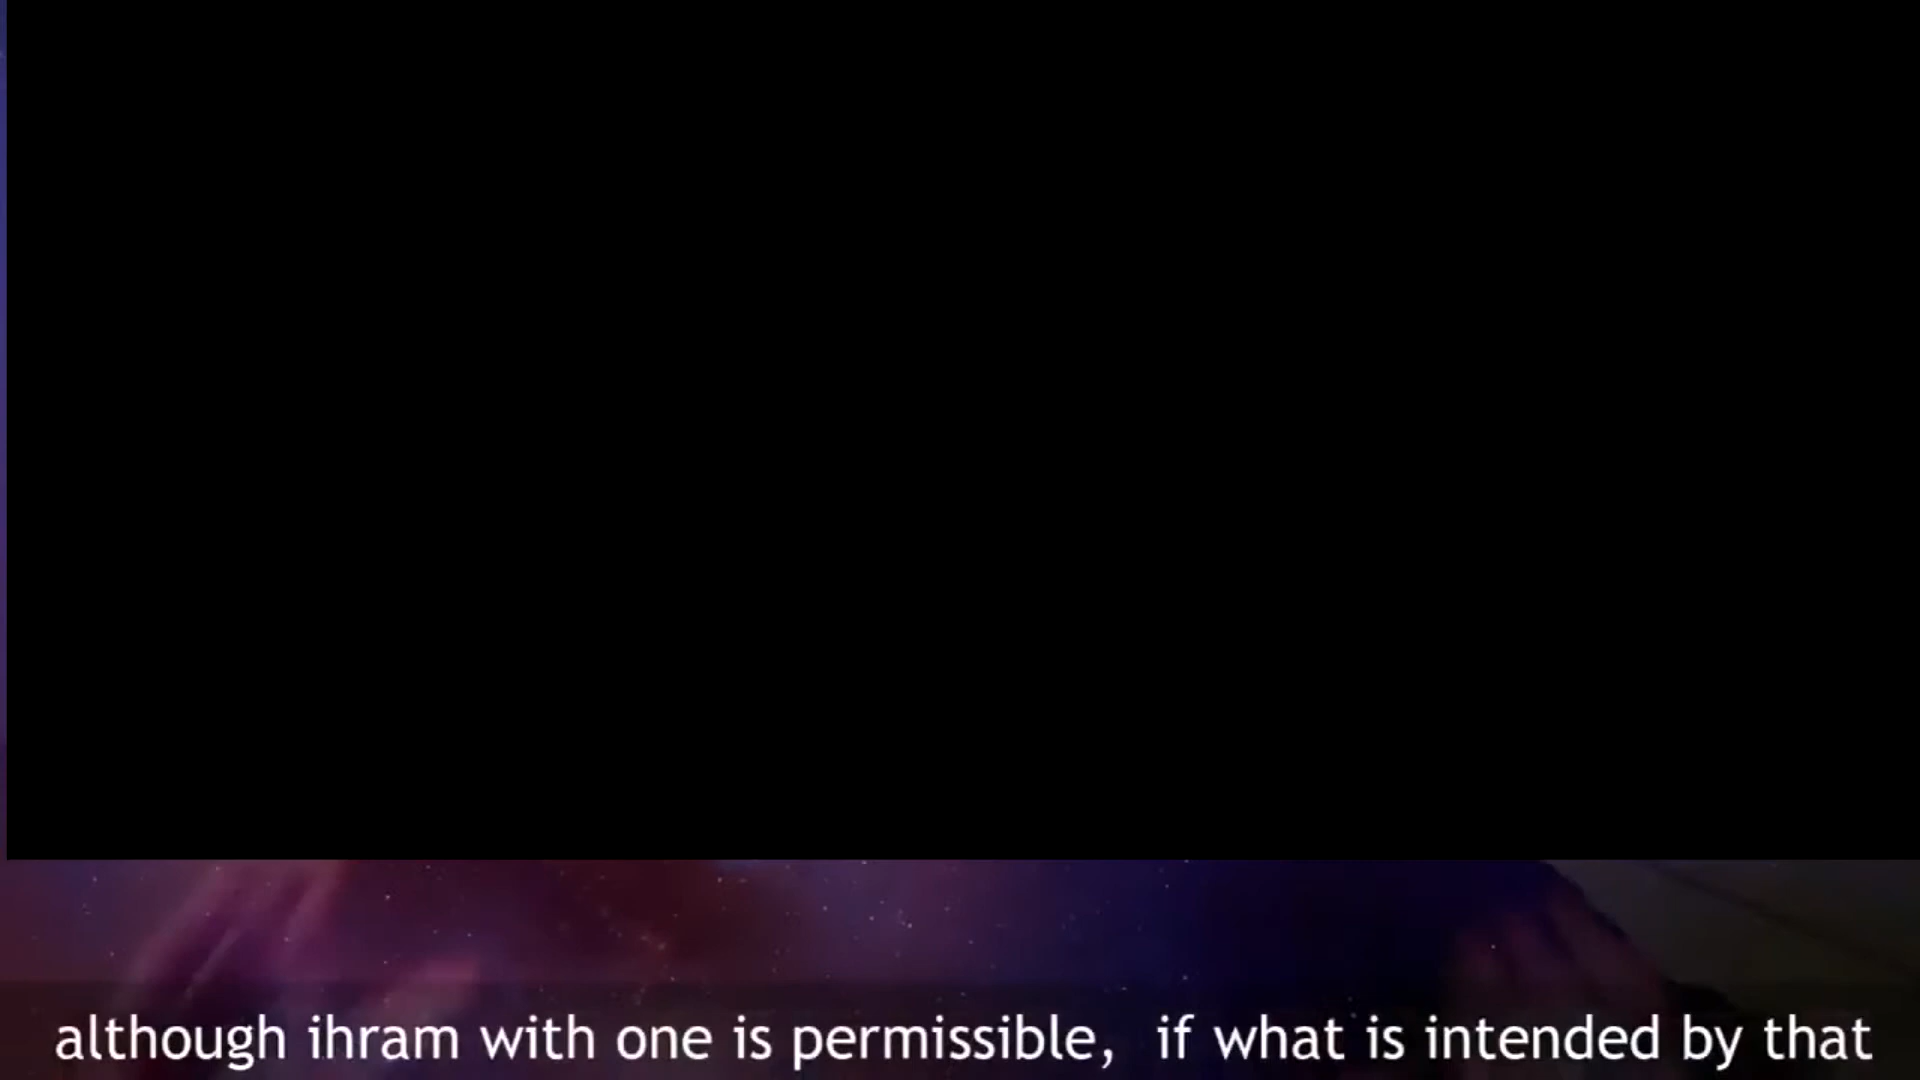 although ihram with one is permissible,  if what is intended by that